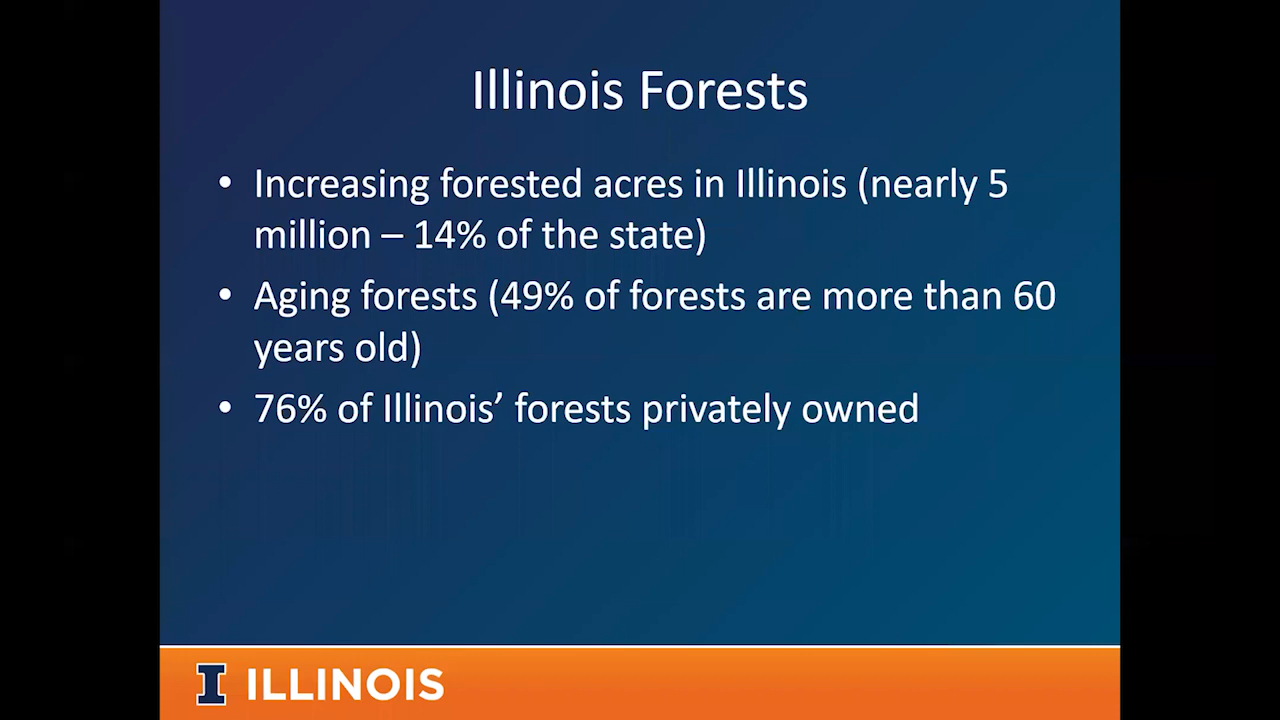 Illinois Forests
• Increasing forested acres in Illinois (nearly 5
million – 14% of the state)
• Aging forests (49% of forests are more than 60
years old)
• 76% of Illinois’ forests privately owned
I ILLINOIS